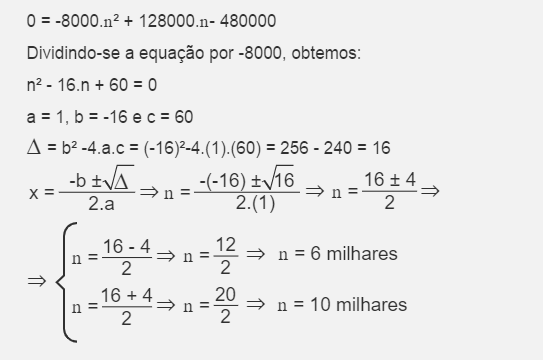 0 = -8000.n² + 128000.n- 480000
Dividindo-se a equação por -8000, obtemos:
n² - 16.n + 60 = 0
a = 1, b = -16 e c = 60
Δ = b² -4.a.c = (-16)²-4.(1).(60) = 256 - 240 = 16
x = (-b ±√Δ)/(2.a) ⇒ n = (-(-16) ±√16)/(2.(1)) ⇒ n = (16 ± 4)/2 ⇒
⇒ { n = (16 - 4)/2 ⇒ n = 12/2 ⇒ n = 6 milhares
n = (16 + 4)/2 ⇒ n = 20/2 ⇒ n = 10 milhares